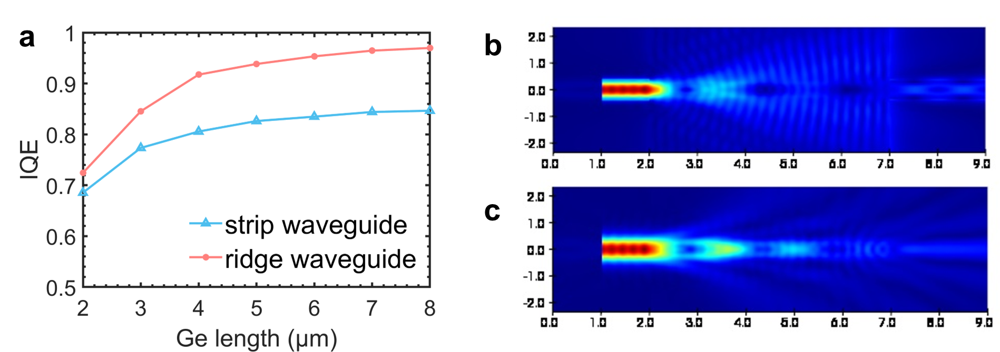 a
1
0.9
0.8
0.7
0.6
0.5
IQE
2 3 4 5 6 7 8
Ge length (µm)
strip waveguide
ridge waveguide
b
2.0
1.0
0.0
-1.0
-2.0
0.0 1.0 2.0 3.0 4.0 5.0 6.0 7.0 8.0 9.0
c
2.0
1.0
0.0
-1.0
-2.0
0.0 1.0 2.0 3.0 4.0 5.0 6.0 7.0 8.0 9.0